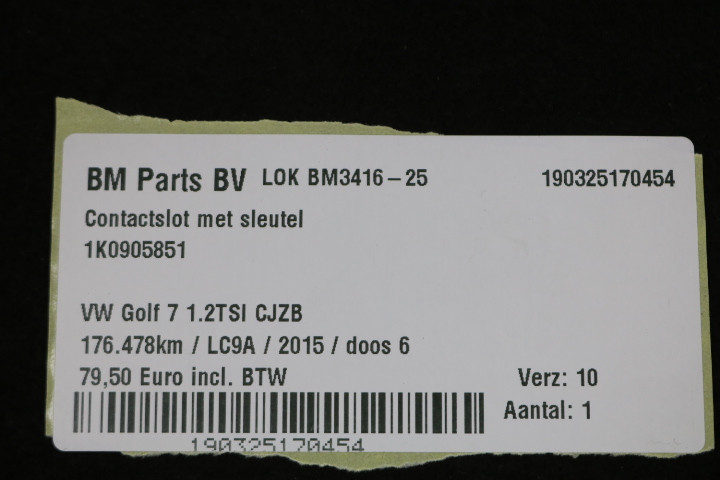 BM Parts BV LOK BM3416-25 190325170454
Contactslot met sleutel
1K0905851
VW Golf 7 1.2TSI CJZB
176.478km / LC9A / 2015 / doos 6
79,50 Euro incl. BTW Verz: 10
Aantal: 1
190325170454